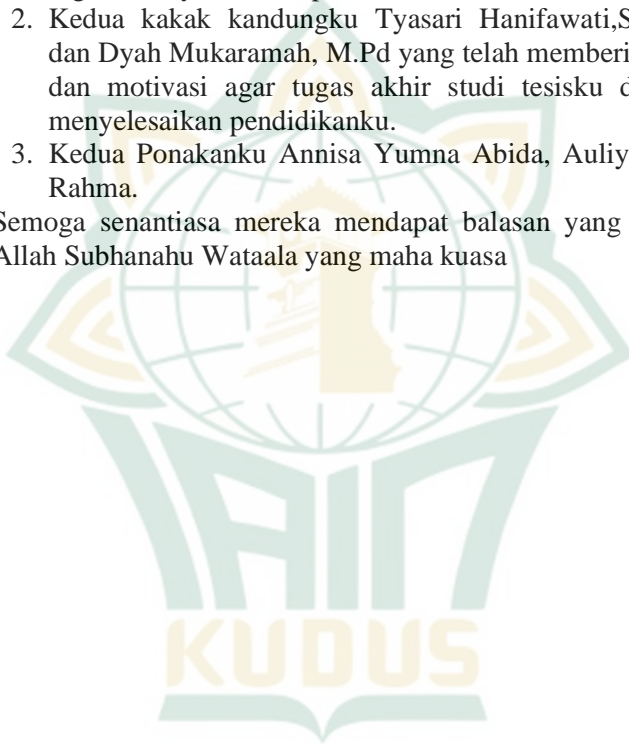 2. Kedua kakak kandungku Tyasari Hanifawati,S
dan Dyah Mukaramah, M.Pd yang telah memberi
dan motivasi agar tugas akhir studi tesisku d
menyelesaikan pendidikanku.
3. Kedua Ponakanku Annisa Yumna Abida, Auliy
Rahma.
Semoga senantiasa mereka mendapat balasan yang
Allah Subhanahu Wataala yang maha kuasa
IAIN
KUDUS